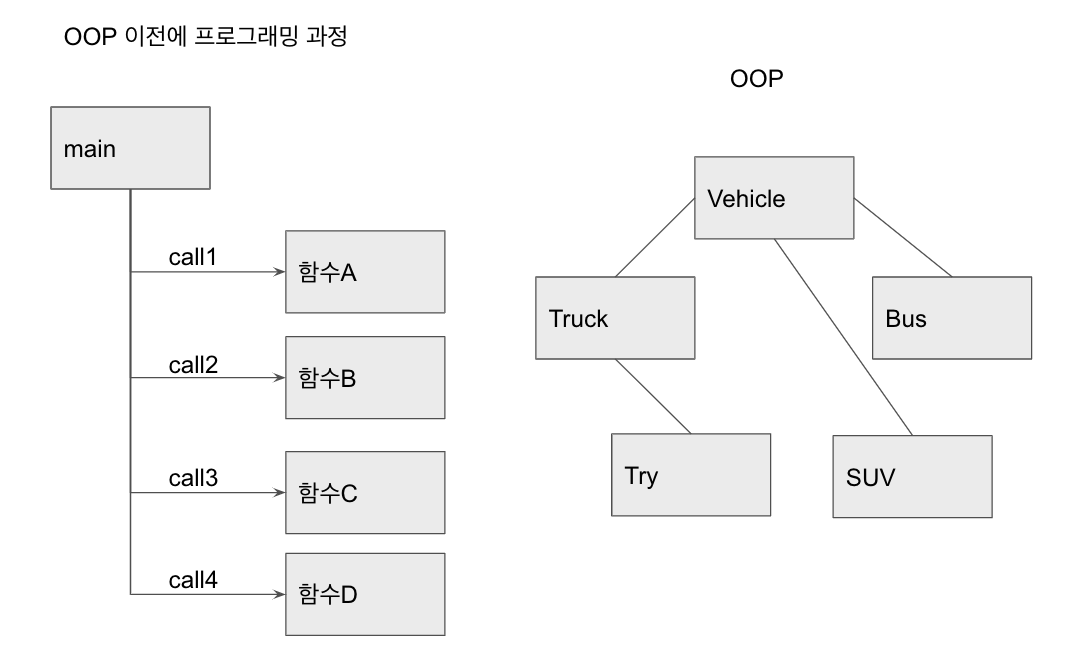 OOP 이전에 프로그래밍 과정
main
call1
함수A
call2
함수B
call3
함수C
call4
함수D
OOP
Vehicle
Truck
Bus
Try
SUV